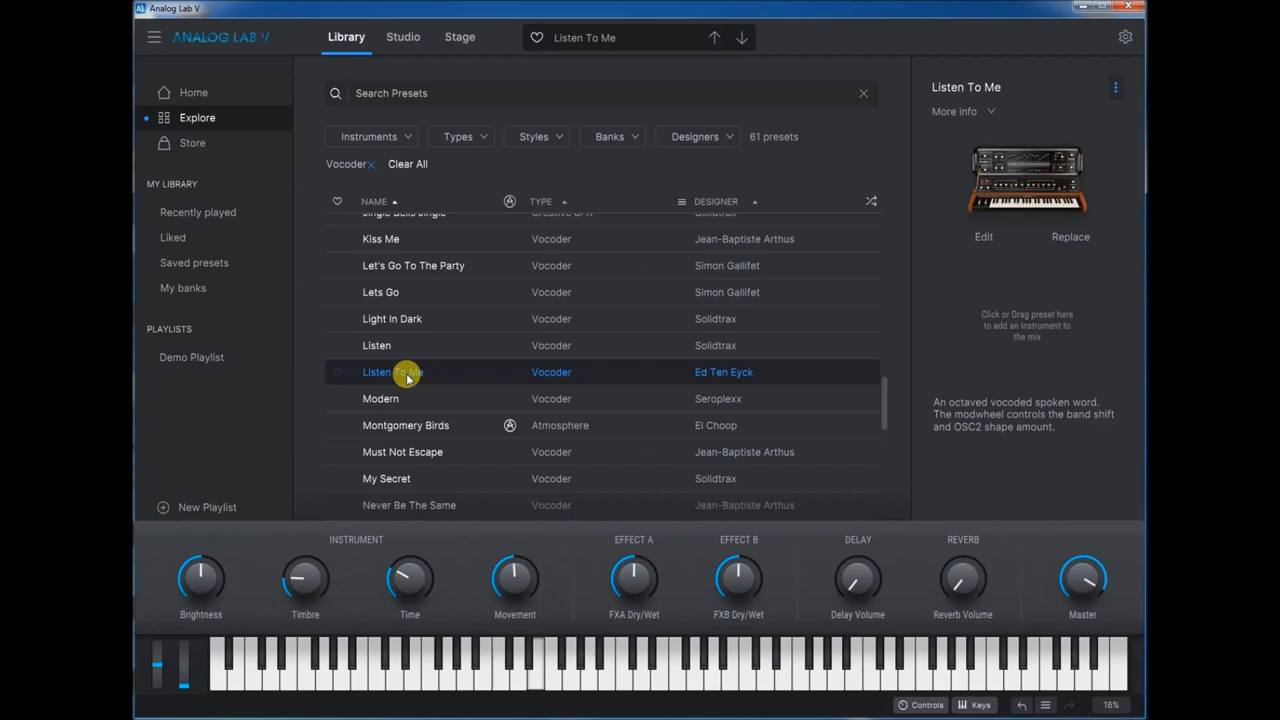 Analog Lab V
ANALOG LAB V
Library
Studio
Stage
Listen To Me
Home
Explore
Store
MY LIBRARY
Recently played
Liked
Saved presets
My banks
PLAYLISTS
Demo Playlist
New Playlist
Search Presets
Instruments Types Styles Banks Designers 61 presets
Vocoder Clear All
NAME TYPE DESIGNER
Jingle Bells Jingle Creative SFX Solidtrax
Kiss Me Vocoder Jean-Baptiste Arthus
Let's Go To The Party Vocoder Simon Gallifet
Lets Go Vocoder Simon Gallifet
Light In Dark Vocoder Solidtrax
Listen Vocoder Solidtrax
Listen To Me Vocoder Ed Ten Eyck
Modern Vocoder Seroplexx
Montgomery Birds Atmosphere El Choop
Must Not Escape Vocoder Jean-Baptiste Arthus
My Secret Vocoder Solidtrax
Never Be The Same Vocoder Jean-Baptiste Arthus
Listen To Me
More info
Edit Replace
Click or Drag preset here
to add an instrument to
the mix
An octaved vocoded spoken word.
The modwheel controls the band shift
and OSC2 shape amount.
INSTRUMENT EFFECT A EFFECT B DELAY REVERB
Brightness Timbre Time Movement FXA Dry/Wet FXB Dry/Wet Delay Volume Reverb Volume Master
Controls Keys 16%